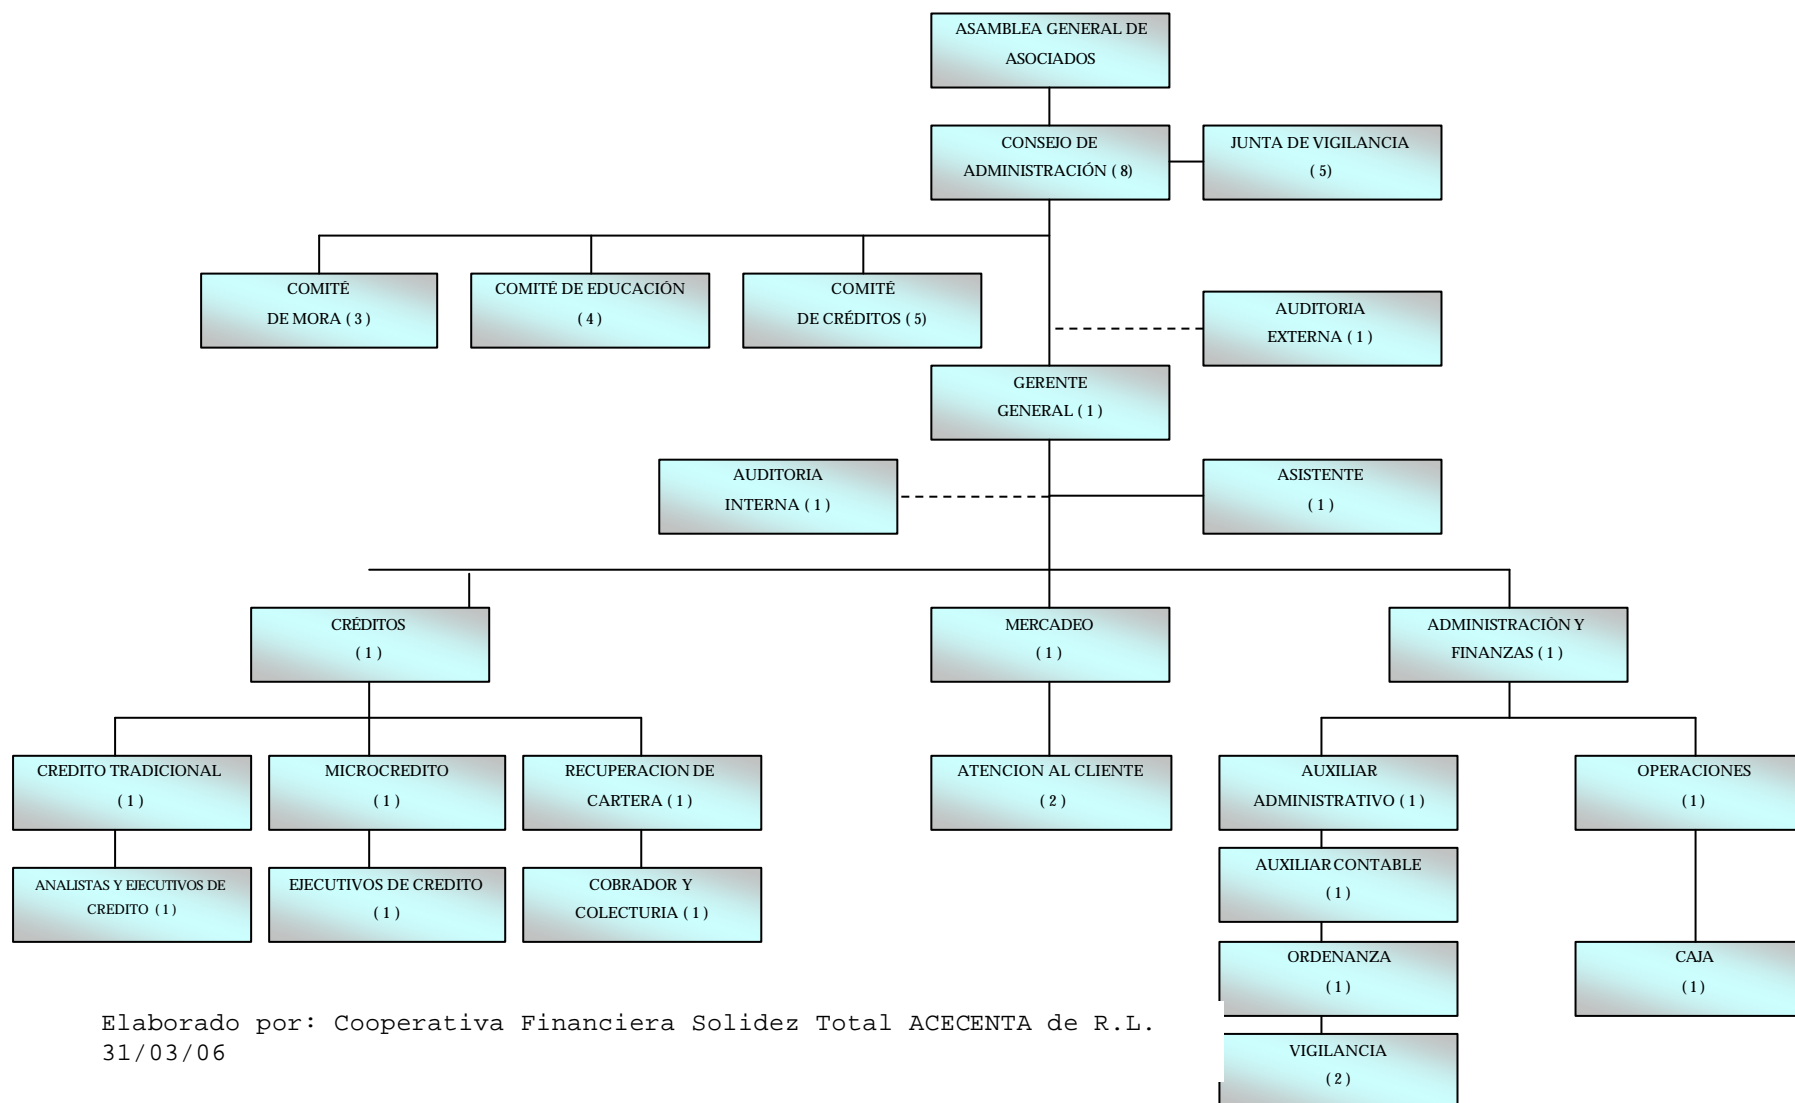 ASAMBLEA GENERAL DE
ASOCIADOS
CONSEJO DE
ADMINISTRACIÓN ( 8)
JUNTA DE VIGILANCIA
( 5)
COMITÉ
DE MORA ( 3 )
COMITÉ DE EDUCACIÓN
( 4 )
COMITÉ
DE CRÉDITOS ( 5)
AUDITORIA
EXTERNA ( 1 )
GERENTE
GENERAL ( 1 )
AUDITORIA
INTERNA ( 1 )
ASISTENTE
( 1 )
CRÉDITOS
( 1 )
MERCADEO
( 1 )
ADMINISTRACIÒN Y
FINANZAS ( 1 )
CREDITO TRADICIONAL
( 1 )
MICROCREDITO
( 1 )
RECUPERACION DE
CARTERA ( 1 )
ATENCION AL CLIENTE
( 2 )
AUXILIAR
ADMINISTRATIVO ( 1 )
OPERACIONES
( 1 )
ANALISTAS Y EJECUTIVOS DE
CREDITO ( 1 )
EJECUTIVOS DE CREDITO
( 1 )
COBRADOR Y
COLECTURIA ( 1 )
AUXILIAR CONTABLE
( 1 )
ORDENANZA
( 1 )
CAJA
( 1 )
VIGILANCIA
( 2 )
Elaborado por: Cooperativa Financiera Solidez Total ACECENTA de R.L.
31/03/06